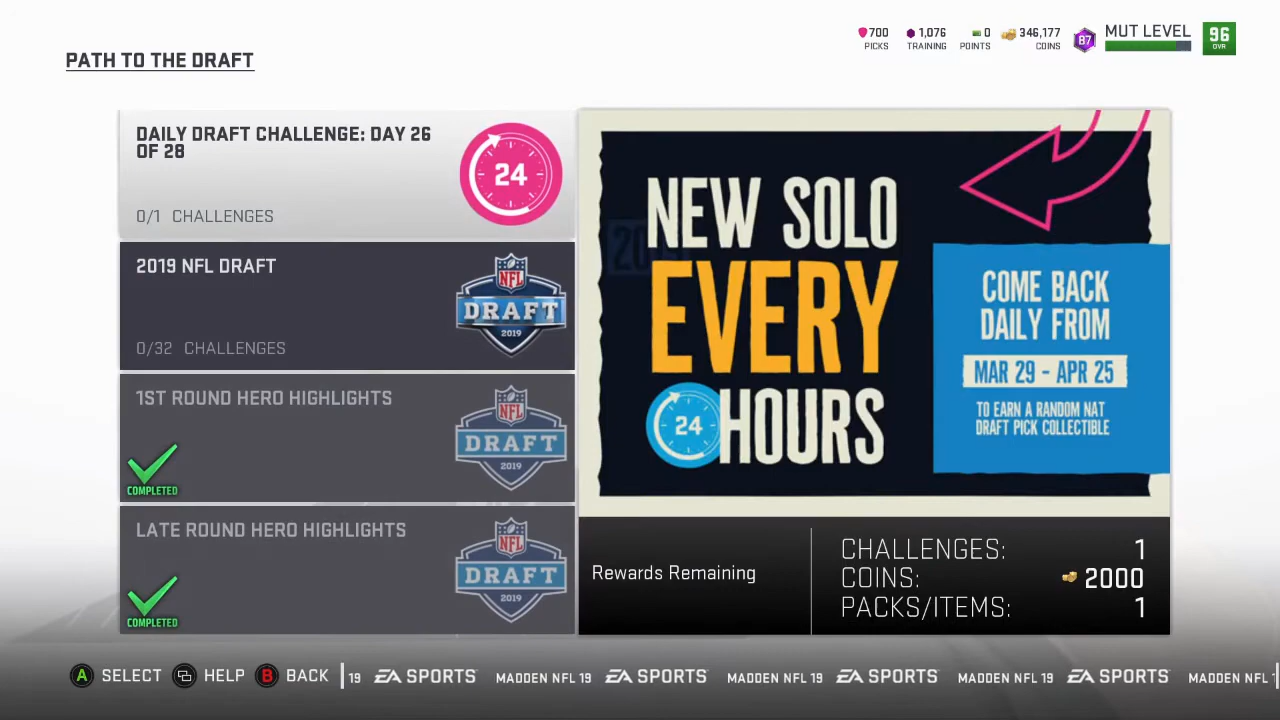 PATH TO THE DRAFT
700 PICKS
1,076 TRAINING
0 POINTS
346,177 COINS
87
MUT LEVEL
96 OVR
DAILY DRAFT CHALLENGE: DAY 26
OF 28
24
0/1 CHALLENGES
2019 NFL DRAFT
NFL
DRAFT
2019
0/32 CHALLENGES
1ST ROUND HERO HIGHLIGHTS
NFL
DRAFT
2019
COMPLETED
LATE ROUND HERO HIGHLIGHTS
NFL
DRAFT
2019
COMPLETED
NEW SOLO
EVERY
24 HOURS
COME BACK
DAILY FROM
MAR 29 - APR 25
TO EARN A RANDOM NAT
DRAFT PICK COLLECTIBLE
Rewards Remaining
CHALLENGES: 1
COINS: 2000
PACKS/ITEMS: 1
A SELECT HELP B BACK 19 EA SPORTS MADDEN NFL 19 EA SPORTS MADDEN NFL 19 EA SPORTS MADDEN NFL 19 EA SPORTS MADDEN NFL 1